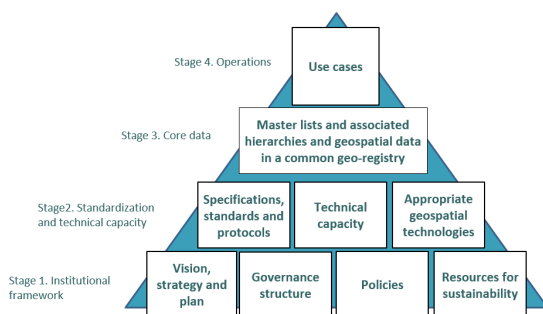 Stage 4. Operations
Use cases
Stage 3. Core data
Master lists and associated
hierarchies and geospatial data
in a common geo-registry
Stage2. Standardization
and technical capacity
Specifications,
standards and
protocols
Technical
capacity
Appropriate
geospatial
technologies
Stage 1. Institutional
framework
Vision,
strategy and
plan
Governance
structure
Policies
Resources for
sustainability